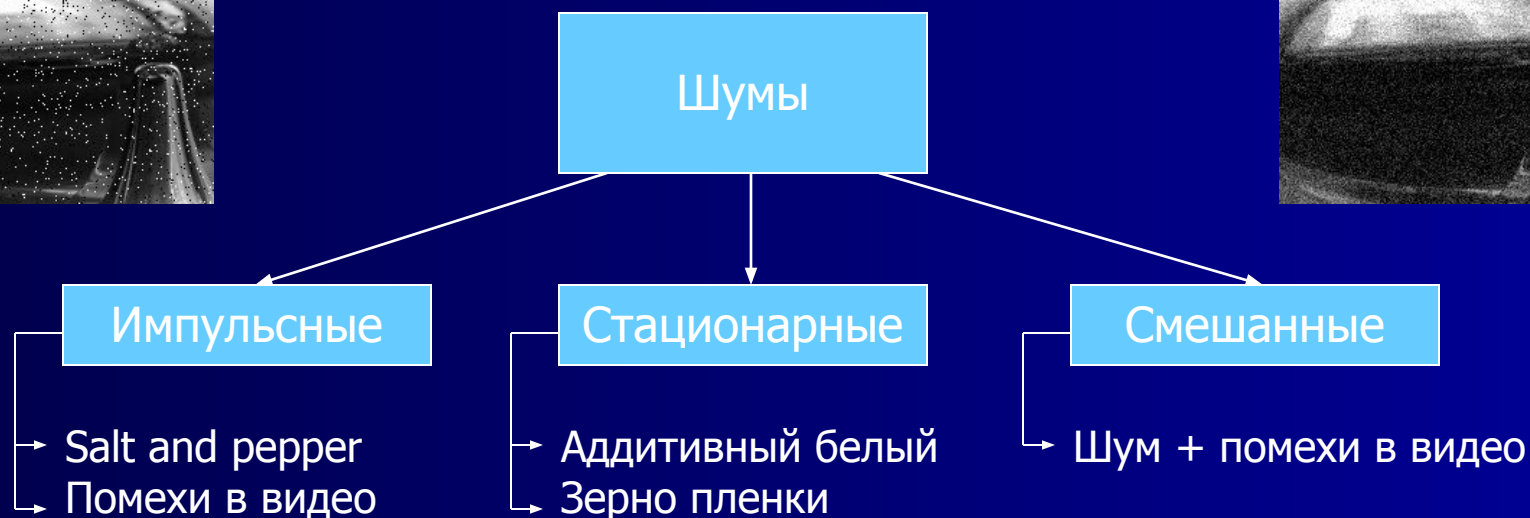 Шумы
Импульсные
Salt and pepper
Помехи в видео
Стационарные
Аддитивный белый
Зерно пленки
Смешанные
Шум + помехи в видео